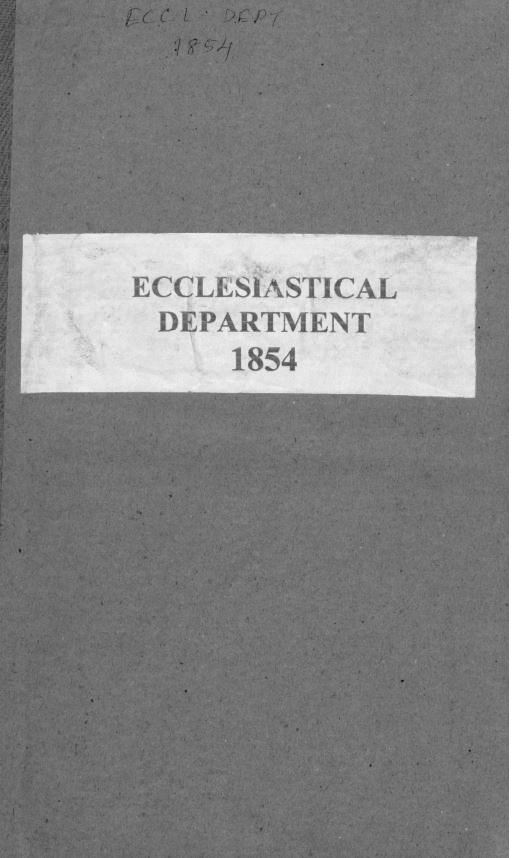 ECCL. DEPT
1854
ECCLESIASTICAL
DEPARTMENT
1854